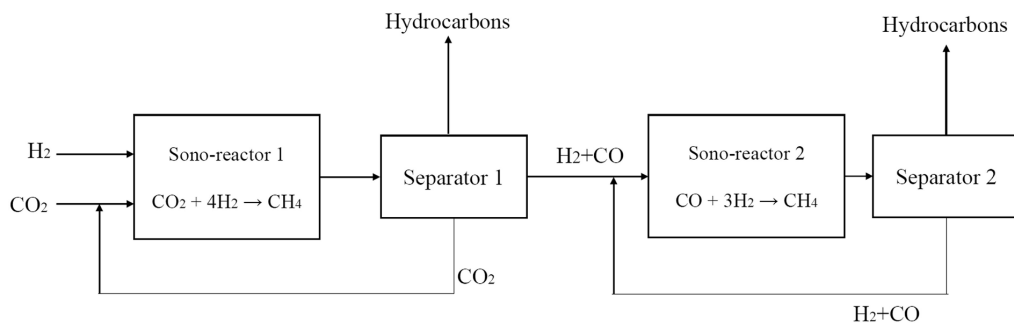 Hydrocarbons
Hydrocarbons
H₂
CO₂
Sono-reactor 1
CO₂ + 4H₂ → CH₄
Separator 1
H₂+CO
Sono-reactor 2
CO + 3H₂ → CH₄
Separator 2
CO₂
H₂+CO